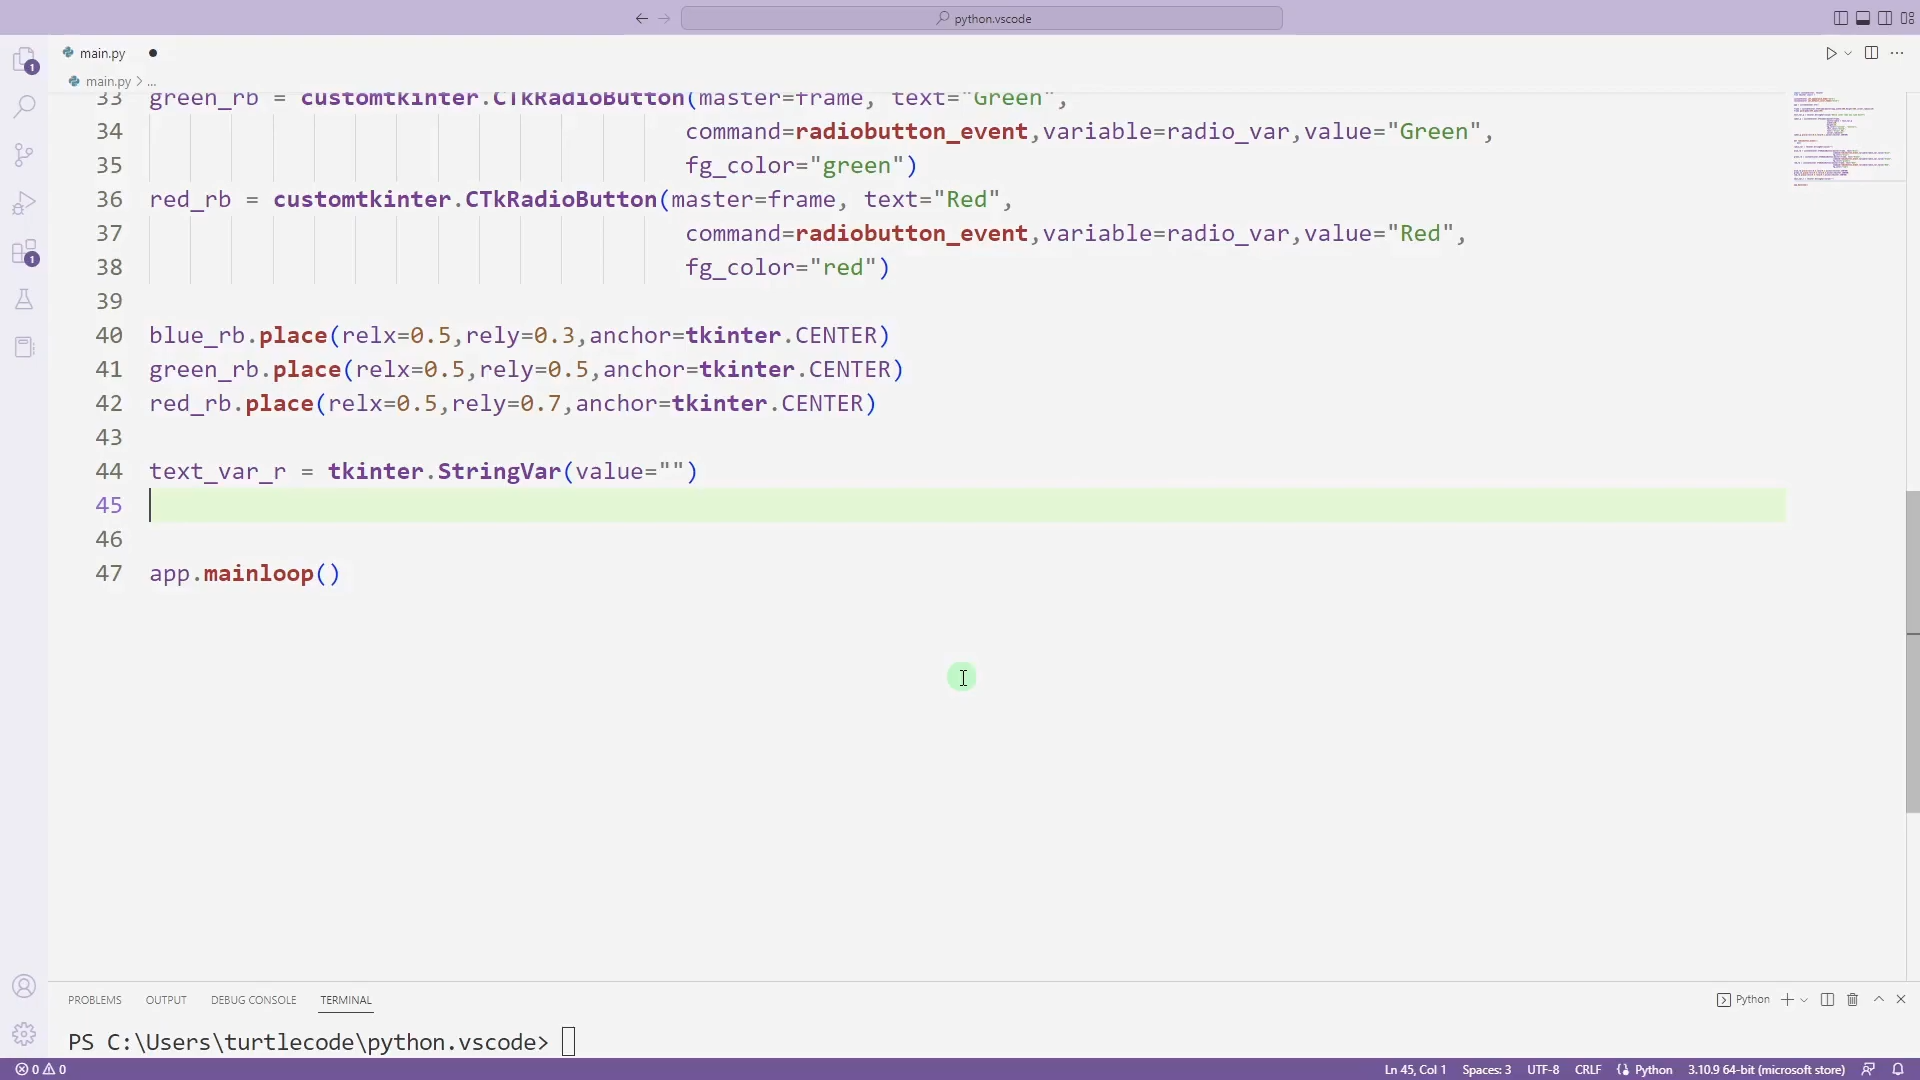 python.vscode
main.py
main.py > ...
33 green_rb = customtkinter.CTkRadioButton(master=frame, text="Green",
34 command=radiobutton_event,variable=radio_var,value="Green",
35 fg_color="green")
36 red_rb = customtkinter.CTkRadioButton(master=frame, text="Red",
37 command=radiobutton_event,variable=radio_var,value="Red",
38 fg_color="red")
39
40 blue_rb.place(relx=0.5,rely=0.3,anchor=tkinter.CENTER)
41 green_rb.place(relx=0.5,rely=0.5,anchor=tkinter.CENTER)
42 red_rb.place(relx=0.5,rely=0.7,anchor=tkinter.CENTER)
43
44 text_var_r = tkinter.StringVar(value="")
45
46
47 app.mainloop()
1
1
PROBLEMS OUTPUT DEBUG CONSOLE TERMINAL Python
PS C:\Users\turtlecode\python.vscode>
0 0 Ln 45, Col 1 Spaces: 3 UTF-8 CRLF Python 3.10.9 64-bit (microsoft store)